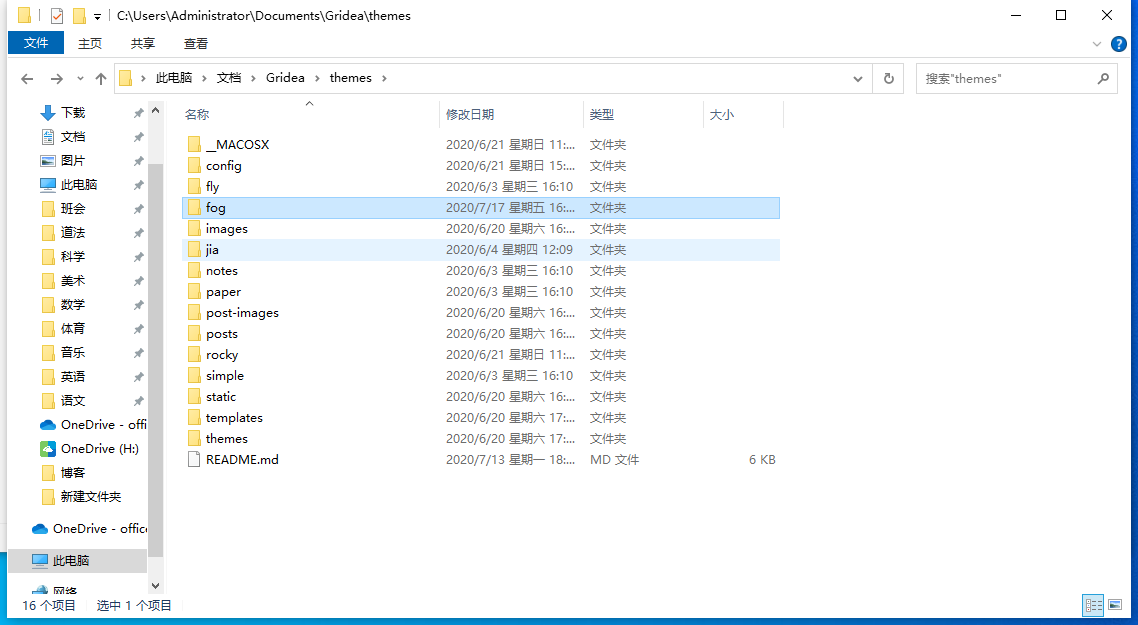 C:\Users\Administrator\Documents\Gridea\themes
文件 主页 共享 查看
此电脑 文档 Gridea themes
搜索"themes"
名称 修改日期 类型 大小
下载
文档
图片
此电脑
班会
道法
科学
美术
数学
体育
音乐
英语
语文
OneDrive - offi
OneDrive (H:)
博客
新建文件夹
OneDrive - office
此电脑
网络
__MACOSX 2020/6/21 星期日 11:... 文件夹
config 2020/6/21 星期日 15:... 文件夹
fly 2020/6/3 星期三 16:10 文件夹
fog 2020/7/17 星期五 16:... 文件夹
images 2020/6/20 星期六 16:... 文件夹
jia 2020/6/4 星期四 12:09 文件夹
notes 2020/6/3 星期三 16:10 文件夹
paper 2020/6/3 星期三 16:10 文件夹
post-images 2020/6/20 星期六 16:... 文件夹
posts 2020/6/20 星期六 16:... 文件夹
rocky 2020/6/21 星期日 11:... 文件夹
simple 2020/6/3 星期三 16:10 文件夹
static 2020/6/20 星期六 16:... 文件夹
templates 2020/6/20 星期六 17:... 文件夹
themes 2020/6/20 星期六 17:... 文件夹
README.md 2020/7/13 星期一 18:... MD 文件 6 KB
16 个项目 选中 1 个项目